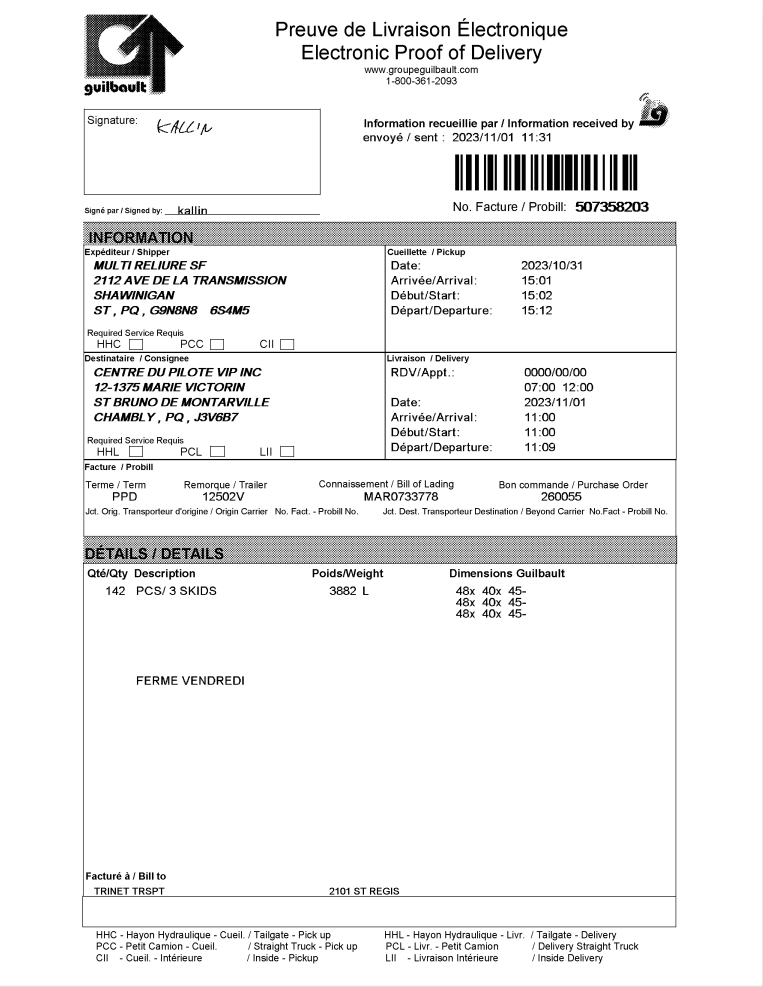 Preuve de Livraison Électronique
Electronic Proof of Delivery
www.groupeguilbault.com
1-800-361-2093
guilbault
Signature: KALLIN
Information recueillie par / Information received by ig
envoyé / sent : 2023/11/01 11:31
Signé par / Signed by: kallin
No. Facture / Probill: 507358203
INFORMATION
Expéditeur / Shipper
MULTI RELIURE SF
2112 AVE DE LA TRANSMISSION
SHAWINIGAN
ST , PQ , G9N8N8 6S4M5
Required Service Requis
HHC PCC CII
Cueillette / Pickup
Date: 2023/10/31
Arrivée/Arrival: 15:01
Début/Start: 15:02
Départ/Departure: 15:12
Destinataire / Consignee
CENTRE DU PILOTE VIP INC
12-1375 MARIE VICTORIN
ST BRUNO DE MONTARVILLE
CHAMBLY , PQ , J3V6B7
Required Service Requis
HHL PCL LII
Livraison / Delivery
RDV/Appt.: 0000/00/00
07:00 12:00
Date: 2023/11/01
Arrivée/Arrival: 11:00
Début/Start: 11:00
Départ/Departure: 11:09
Facture / Probill
Terme / Term Remorque / Trailer Connaissement / Bill of Lading Bon commande / Purchase Order
PPD 12502V MAR0733778 260055
Jct. Orig. Transporteur d'origine / Origin Carrier No. Fact. - Probill No. Jct. Dest. Transporteur Destination / Beyond Carrier No.Fact - Probill No.
DÉTAILS / DETAILS
Qté/Qty Description Poids/Weight Dimensions Guilbault
142 PCS/ 3 SKIDS 3882 L 48x 40x 45-
48x 40x 45-
48x 40x 45-
FERME VENDREDI
Facturé à / Bill to
TRINET TRSPT 2101 ST REGIS
HHC - Hayon Hydraulique - Cueil. / Tailgate - Pick up HHL - Hayon Hydraulique - Livr. / Tailgate - Delivery
PCC - Petit Camion - Cueil. / Straight Truck - Pick up PCL - Livr. - Petit Camion / Delivery Straight Truck
CII - Cueil. - Intérieure / Inside - Pickup LII - Livraison Intérieure / Inside Delivery